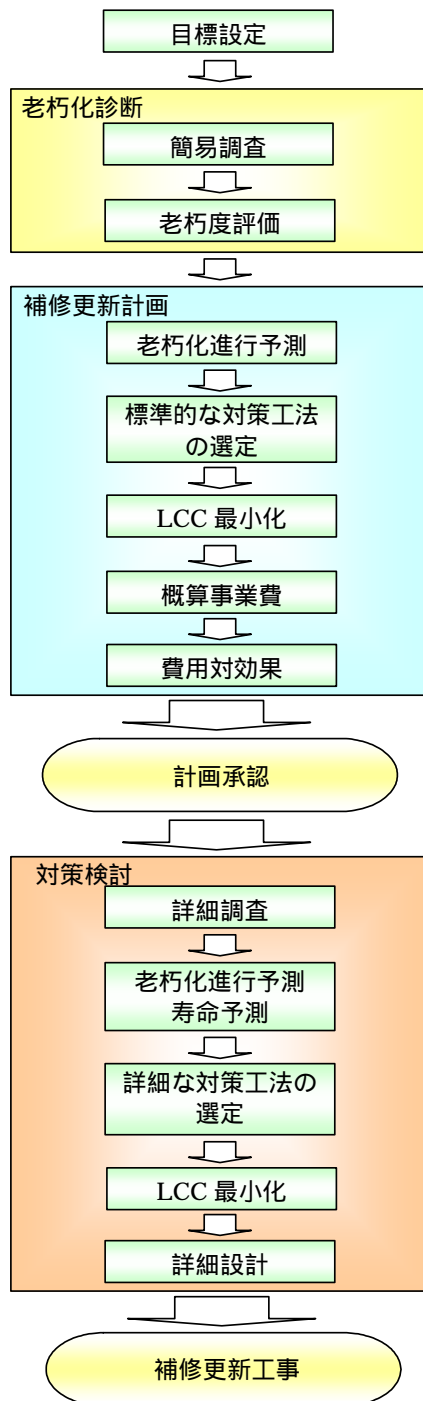 目標設定
老朽化診断
簡易調査
老朽度評価
補修更新計画
老朽化進行予測
標準的な対策工法
の選定
LCC 最小化
概算事業費
費用対効果
計画承認
対策検討
詳細調査
老朽化進行予測
寿命予測
詳細な対策工法の
選定
LCC 最小化
詳細設計
補修更新工事